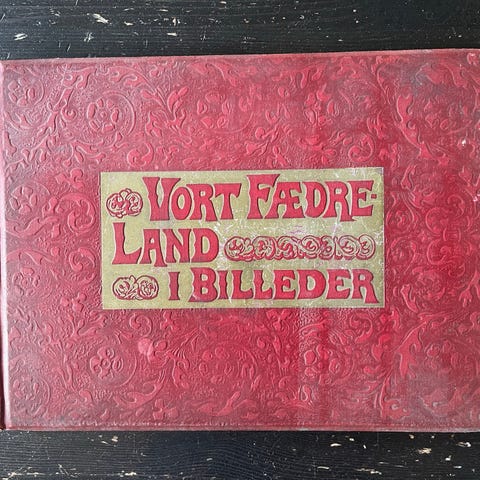 VORT FÆDRE-
LAND
I BILLEDER